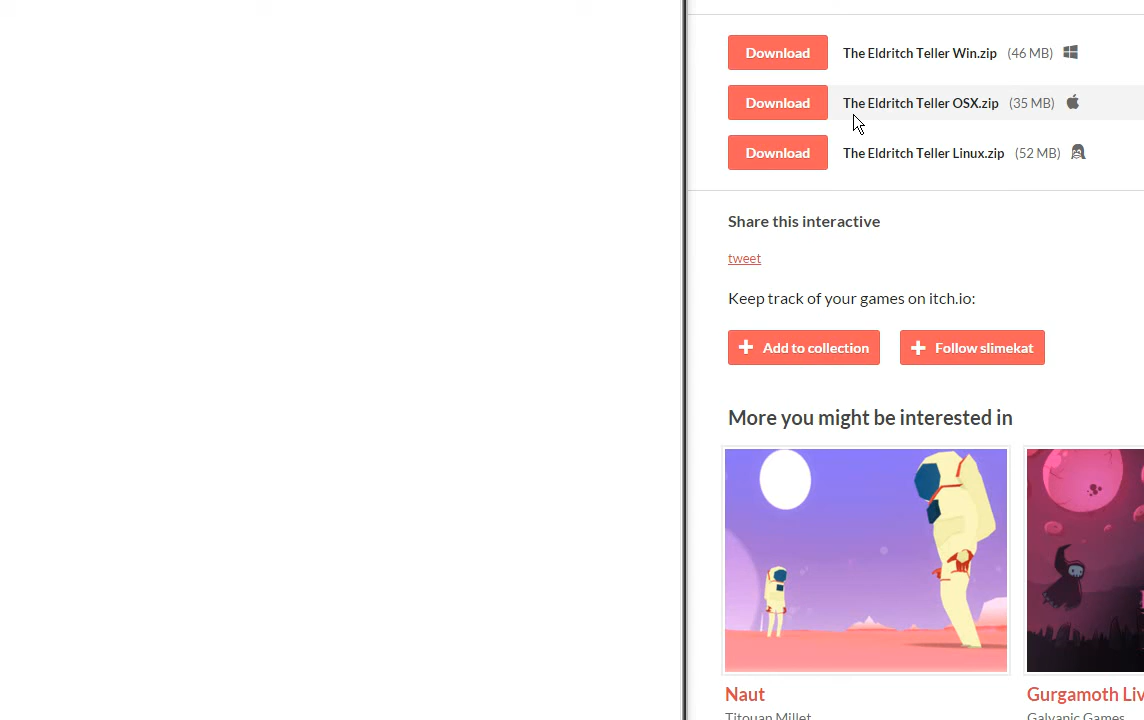 Download The Eldritch Teller Win.zip (46 MB)
Download The Eldritch Teller OSX.zip (35 MB)
Download The Eldritch Teller Linux.zip (52 MB)
Share this interactive
tweet
Keep track of your games on itch.io:
Add to collection Follow slimekat
More you might be interested in
Naut Gurgamoth Liv
Titouan Millet Galvanic Games